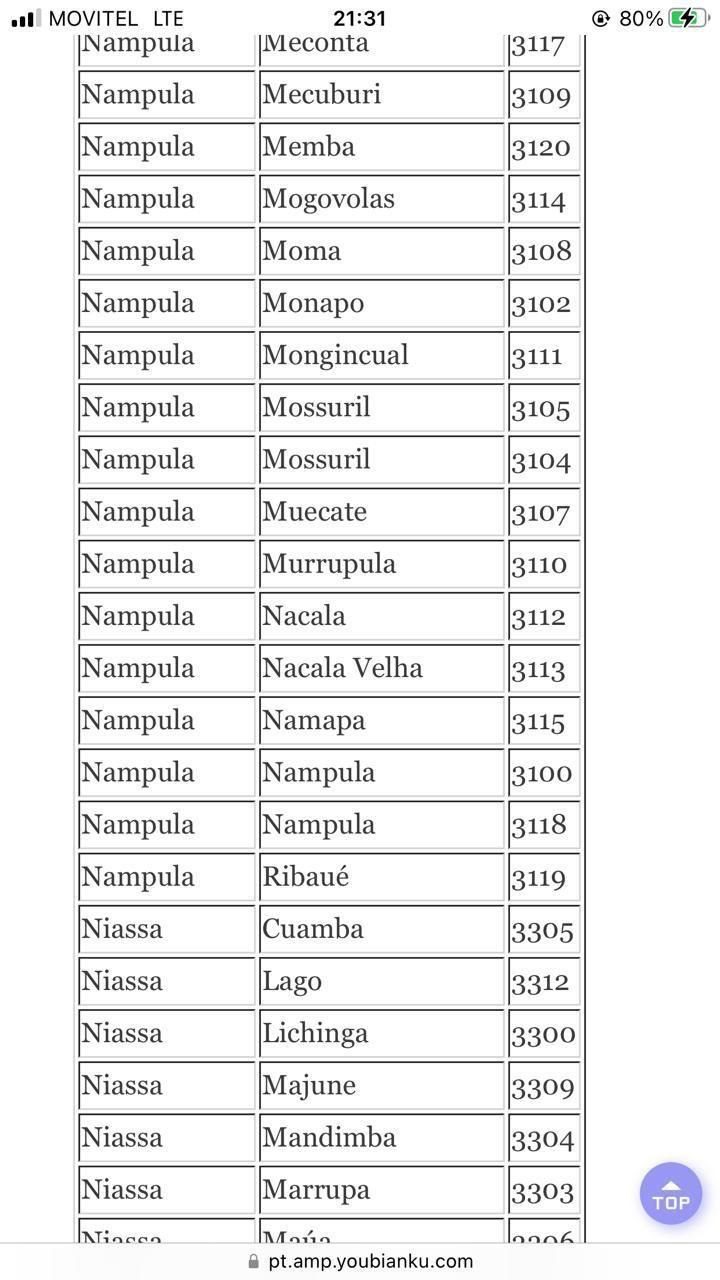 MOVITEL LTE 21:31 80%
Nampula Meconta 3117
Nampula Mecuburi 3109
Nampula Memba 3120
Nampula Mogovolas 3114
Nampula Moma 3108
Nampula Monapo 3102
Nampula Mongincual 3111
Nampula Mossuril 3105
Nampula Mossuril 3104
Nampula Muecate 3107
Nampula Murrupula 3110
Nampula Nacala 3112
Nampula Nacala Velha 3113
Nampula Namapa 3115
Nampula Nampula 3100
Nampula Nampula 3118
Nampula Ribaué 3119
Niassa Cuamba 3305
Niassa Lago 3312
Niassa Lichinga 3300
Niassa Majune 3309
Niassa Mandimba 3304
Niassa Marrupa 3303
TOP
Niassa Maúa
pt.amp.youbianku.com